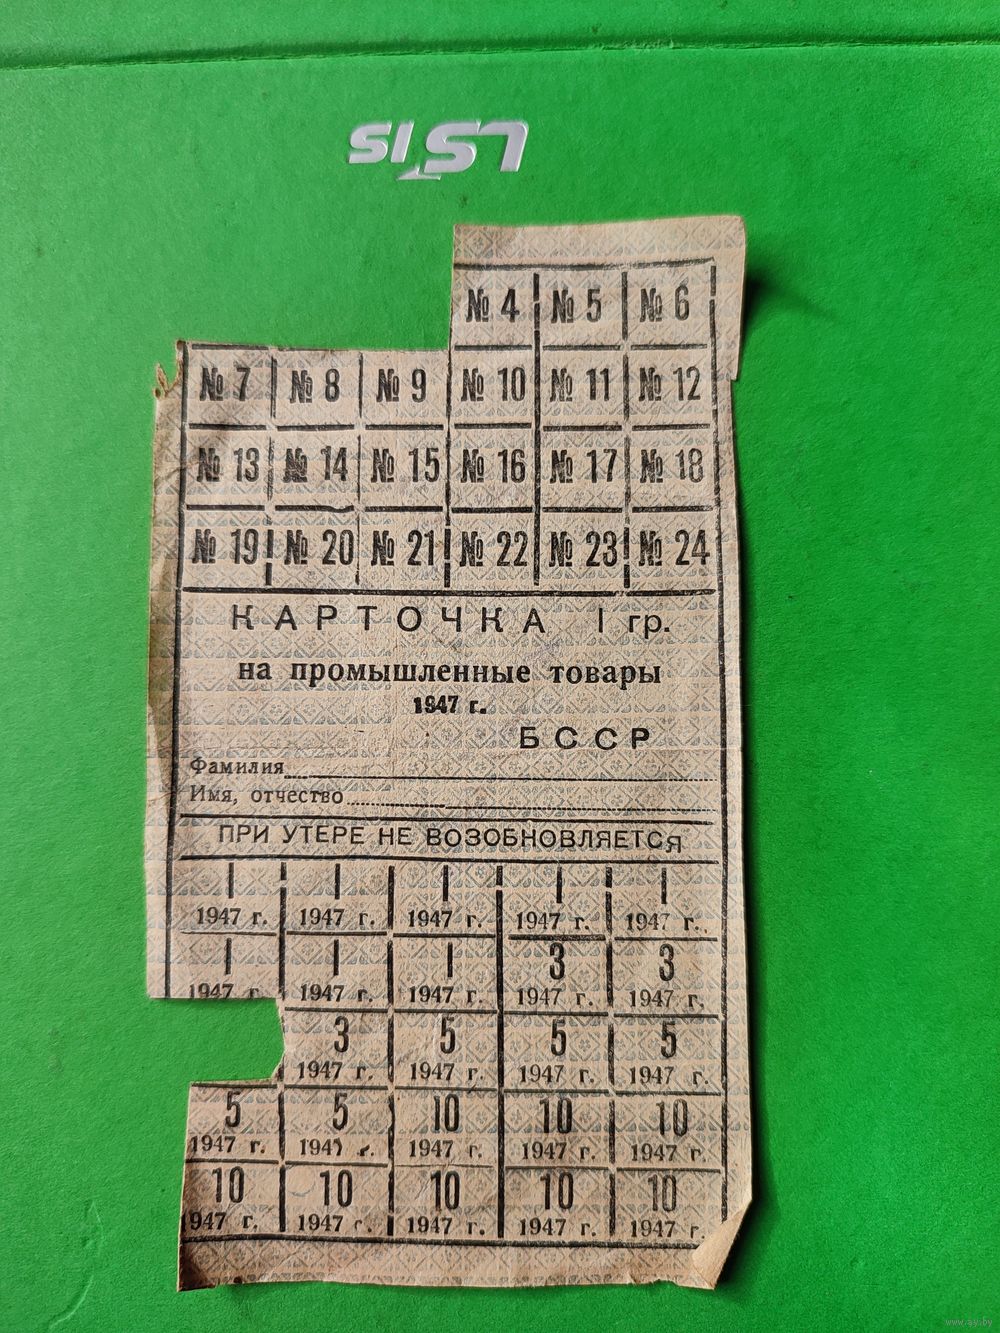 LS'IS
№ 4 № 5 № 6
№ 7 № 8 № 9 № 10 № 11 № 12
№ 13 № 14 № 15 № 16 № 17 № 18
№ 19 № 20 № 21 № 22 № 23 № 24
КАРТОЧКА I гр.
на промышленные товары
1947 г.
БССР
Фамилия
Имя, отчество
ПРИ УТЕРЕ НЕ ВОЗОБНОВЛЯЕТСЯ
1 1 1 1 1
1947 г. 1947 г. 1947 г. 1947 г. 1947 г.
1 1 1 3 3
1947 г. 1947 г. 1947 г. 1947 г. 1947 г.
3 5 5 5
1947 г. 1947 г. 1947 г. 1947 г.
5 5 10 10 10
1947 г. 1947 г. 1947 г. 1947 г. 1947 г.
10 10 10 10 10
1947 г. 1947 г. 1947 г. 1947 г. 1947 г.
www.ay.by